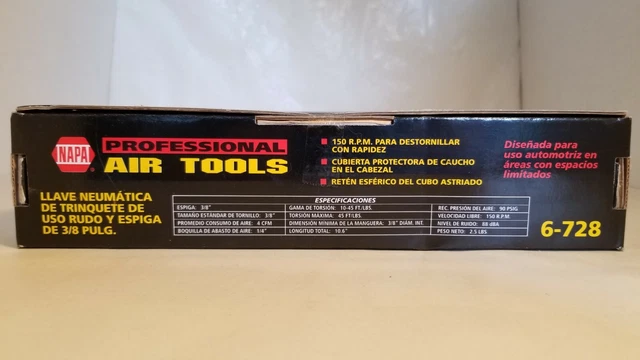 NAPA
PROFESSIONAL
AIR TOOLS
LLAVE NEUMÁTICA
DE TRINQUETE DE
USO RUDO Y ESPIGA
DE 3/8 PULG.
150 R.P.M. PARA DESTORNILLAR
CON RAPIDEZ
CUBIERTA PROTECTORA DE CAUCHO
EN EL CABEZAL
RETÉN ESFÉRICO DEL CUBO ASTRIADO
Diseñada para
uso automotriz en
áreas con espacios
limitados
ESPECIFICACIONES
ESPIGA: 3/8" GAMA DE TORSIÓN: 10-45 FT/LBS. REC. PRESIÓN DEL AIRE: 90 PSIG
TAMAÑO ESTÁNDAR DE TORNILLO: 3/8" TORSIÓN MÁXIMA: 45 FT/LBS. VELOCIDAD LIBRE: 150 R.P.M
PROMEDIO CONSUMO DE AIRE: 4 CFM DIMENSIÓN MÍNIMA DE LA MANGUERA: 3/8" DIÁM. INT. NIVEL DE RUIDO: 88 dBA
BOQUILLA DE ABASTO DE AIRE: 1/4" LONGITUD TOTAL: 10.6" PESO NETO: 2.5 LBS
6-728